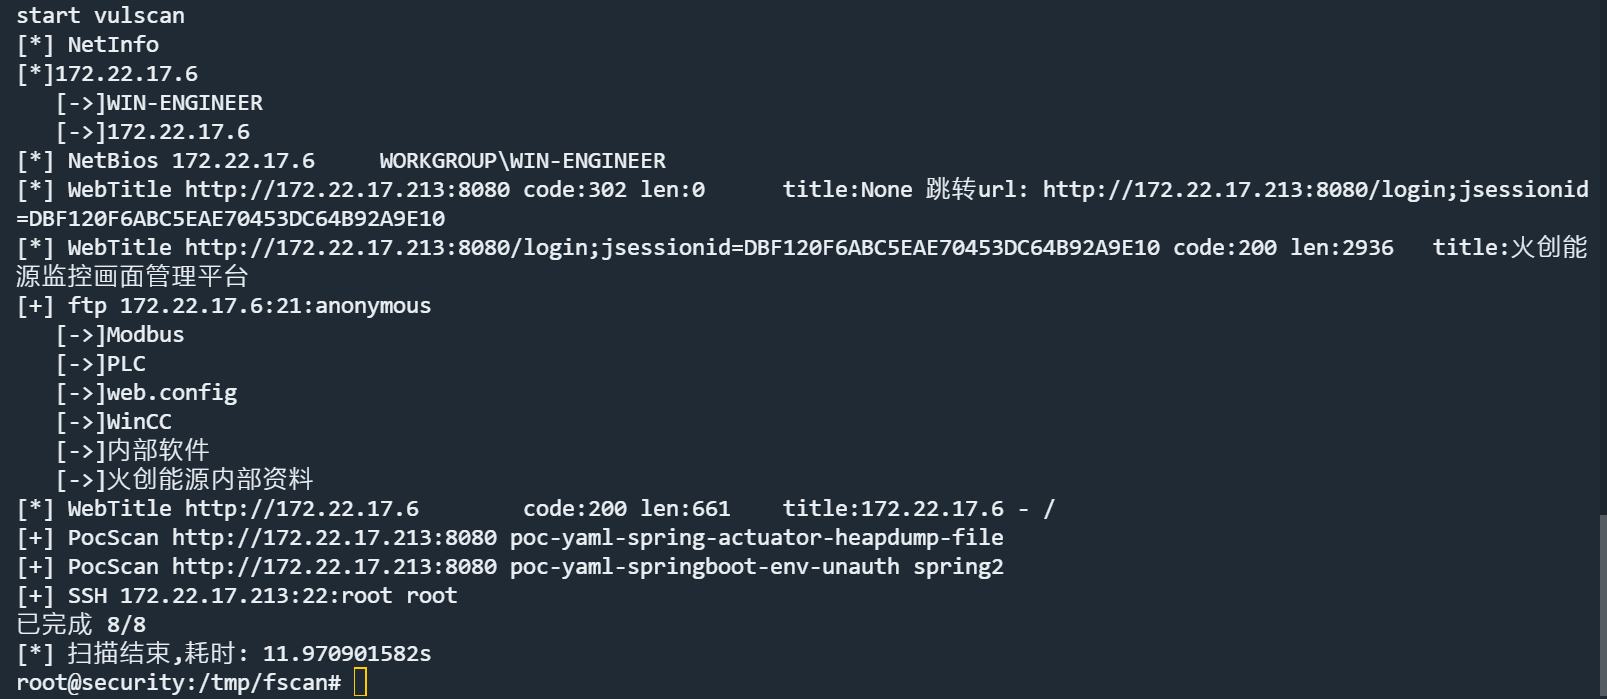 start vulscan
[*] NetInfo
[*]172.22.17.6
[->]WIN-ENGINEER
[->]172.22.17.6
[*] NetBios 172.22.17.6 WORKGROUP\WIN-ENGINEER
[*] WebTitle http://172.22.17.213:8080 code:302 len:0 title:None 跳转url: http://172.22.17.213:8080/login;jsessionid
=DBF120F6ABC5EAE70453DC64B92A9E10
[*] WebTitle http://172.22.17.213:8080/login;jsessionid=DBF120F6ABC5EAE70453DC64B92A9E10 code:200 len:2936 title:火创能
源监控画面管理平台
[+] ftp 172.22.17.6:21:anonymous
[->]Modbus
[->]PLC
[->]web.config
[->]WinCC
[->]内部软件
[->]火创能源内部资料
[*] WebTitle http://172.22.17.6 code:200 len:661 title:172.22.17.6 - /
[+] PocScan http://172.22.17.213:8080 poc-yaml-spring-actuator-heapdump-file
[+] PocScan http://172.22.17.213:8080 poc-yaml-springboot-env-unauth spring2
[+] SSH 172.22.17.213:22:root root
已完成 8/8
[*] 扫描结束,耗时: 11.970901582s
root@security:/tmp/fscan#